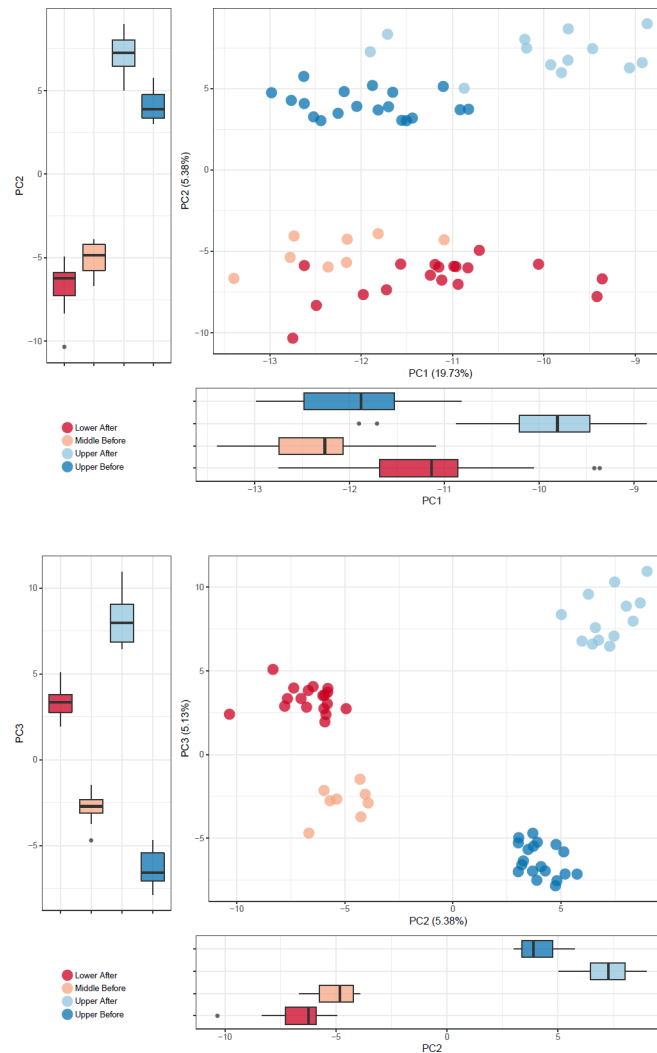 PC2
5
0
−5
−10
PC2 (5.38%)
5
0
−5
−10
−13
−12
−11
−10
−9
PC1 (19.73%)
Lower After
Middle Before
Upper After
Upper Before
−13
−12
−11
−10
−9
PC1
PC3
10
5
0
−5
PC3 (5.13%)
10
5
0
−5
−10
−5
0
5
PC2 (5.38%)
Lower After
Middle Before
Upper After
Upper Before
−10
−5
0
5
PC2